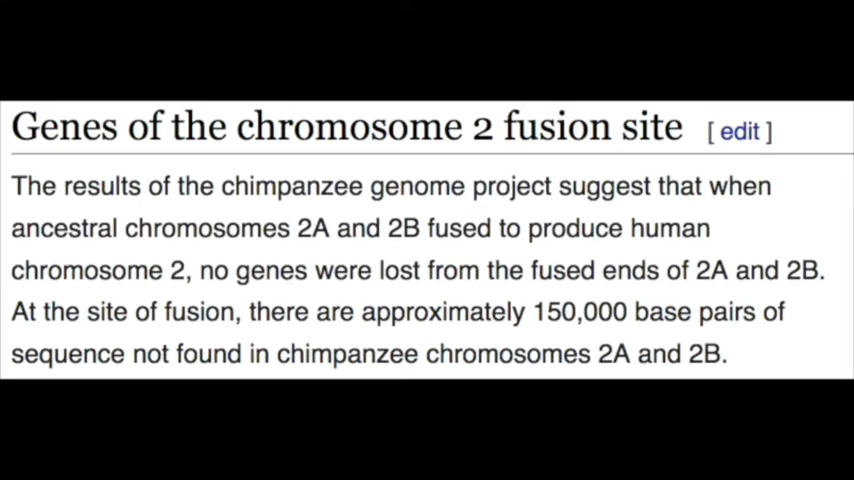 Genes of the chromosome 2 fusion site [ edit ]
The results of the chimpanzee genome project suggest that when
ancestral chromosomes 2A and 2B fused to produce human
chromosome 2, no genes were lost from the fused ends of 2A and 2B.
At the site of fusion, there are approximately 150,000 base pairs of
sequence not found in chimpanzee chromosomes 2A and 2B.